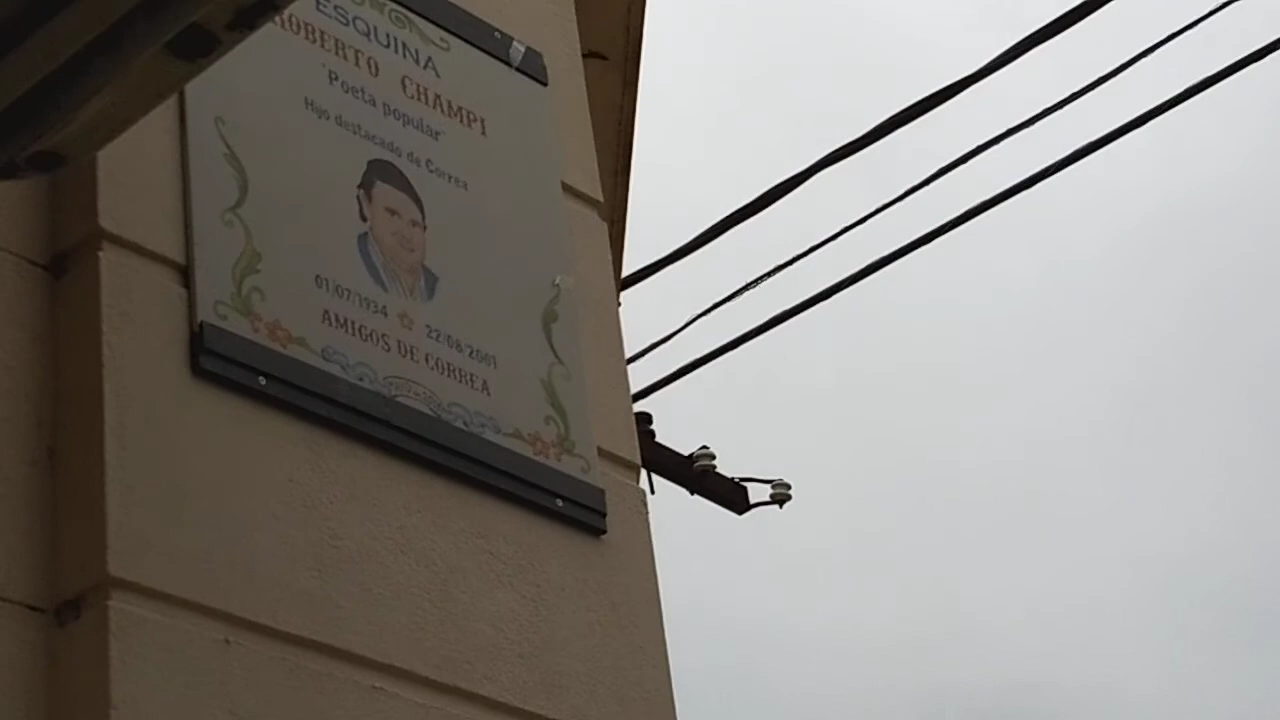 ESQUINA
ROBERTO CHAMPI
"Poeta popular"
Hijo destacado de Correa
01/07/1934 22/08/2001
AMIGOS DE CORREA